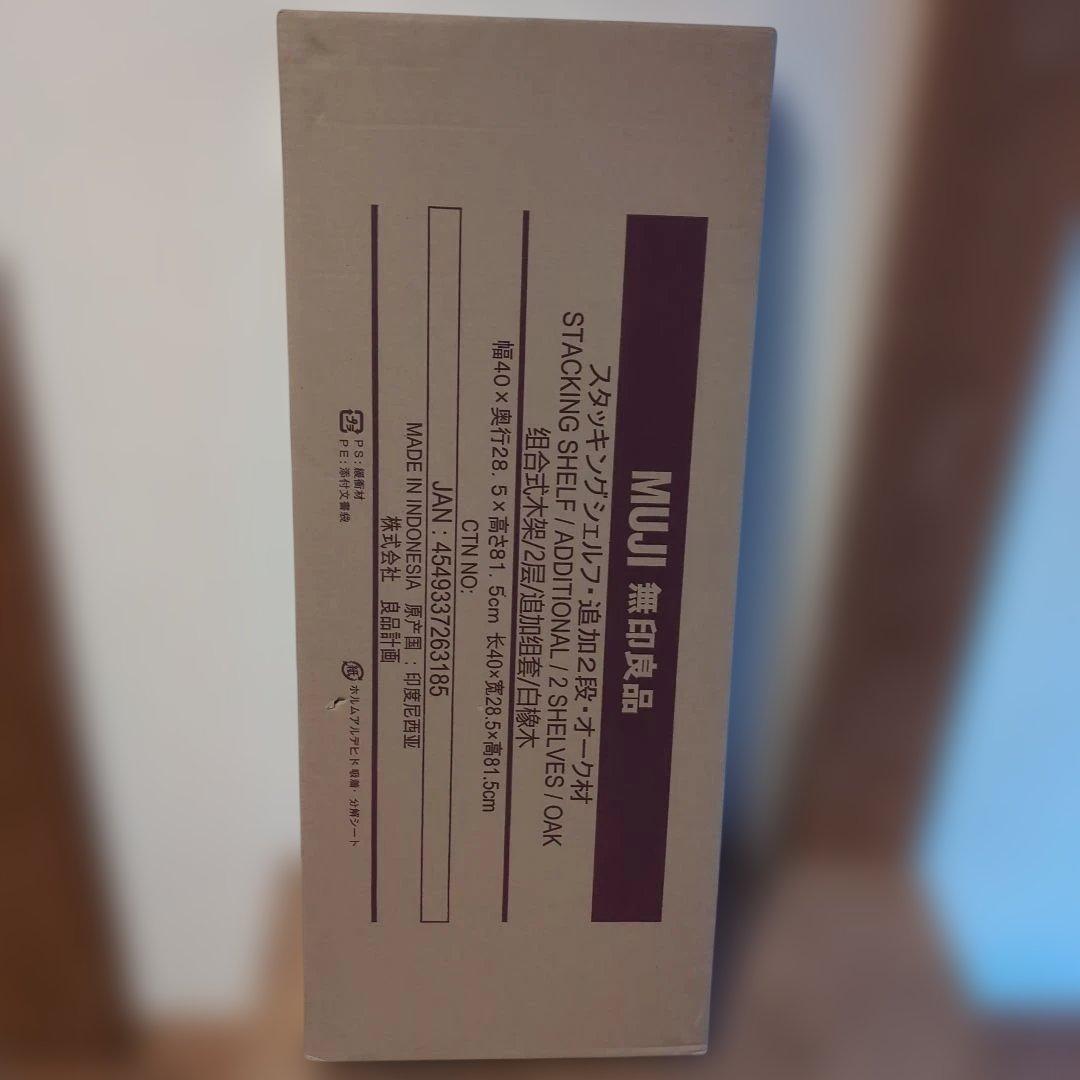 MUJI 無印良品
スタッキングシェルフ・追加2段・オーク材
STACKING SHELF / ADDITIONAL / 2 SHELVES / OAK
组合式木架/2层/追加组套/白橡木
幅40×奥行28.5×高さ81.5cm 长40×宽28.5×高81.5cm
CTN NO:
JAN : 4549337263185
MADE IN INDONESIA 原产国 : 印度尼西亚
株式会社 良品計画
プラ PS : 緩衝材
PE : 添付文書袋
紙 ホルムアルデヒド吸着・分解シート